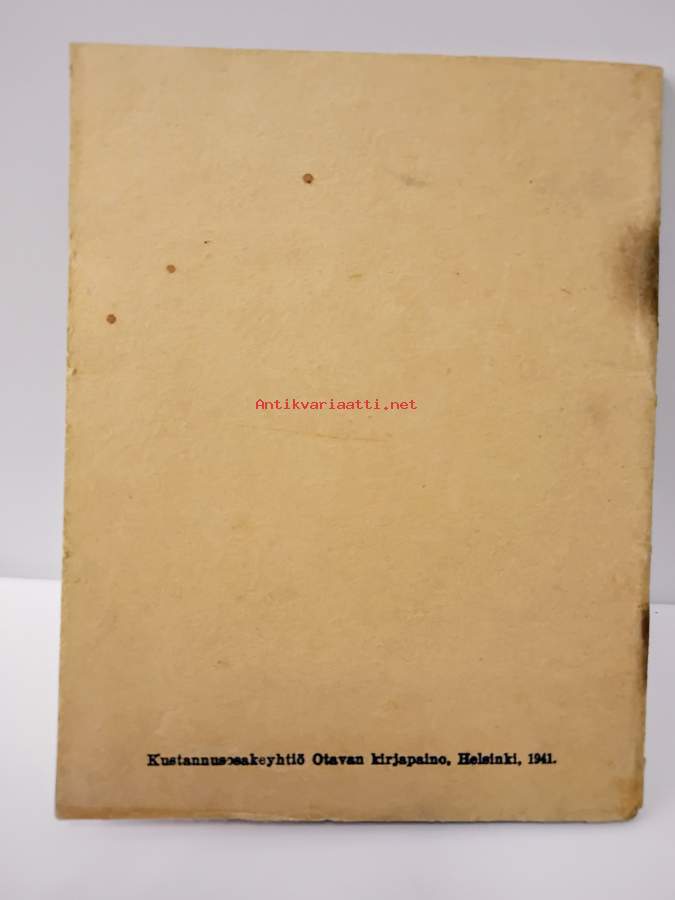 Antikvariaatti.net
Kustannusosakeyhtiö Otavan kirjapaino, Helsinki, 1941.